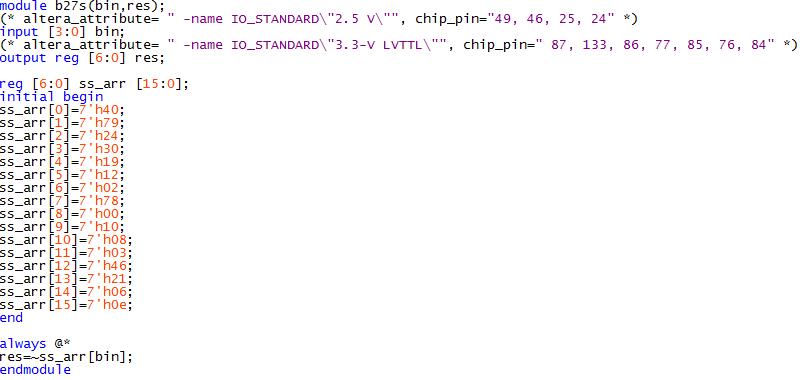 module b27s(bin,res);
(* altera_attribute= " -name IO_STANDARD\"2.5 V\"", chip_pin="49, 46, 25, 24" *)
input [3:0] bin;
(* altera_attribute= " -name IO_STANDARD\"3.3-V LVTTL\"", chip_pin=" 87, 133, 86, 77, 85, 76, 84" *)
output reg [6:0] res;

reg [6:0] ss_arr [15:0];
initial begin
ss_arr[0]=7'h40;
ss_arr[1]=7'h79;
ss_arr[2]=7'h24;
ss_arr[3]=7'h30;
ss_arr[4]=7'h19;
ss_arr[5]=7'h12;
ss_arr[6]=7'h02;
ss_arr[7]=7'h78;
ss_arr[8]=7'h00;
ss_arr[9]=7'h10;
ss_arr[10]=7'h08;
ss_arr[11]=7'h03;
ss_arr[12]=7'h46;
ss_arr[13]=7'h21;
ss_arr[14]=7'h06;
ss_arr[15]=7'h0e;
end

always @*
res=~ss_arr[bin];
endmodule